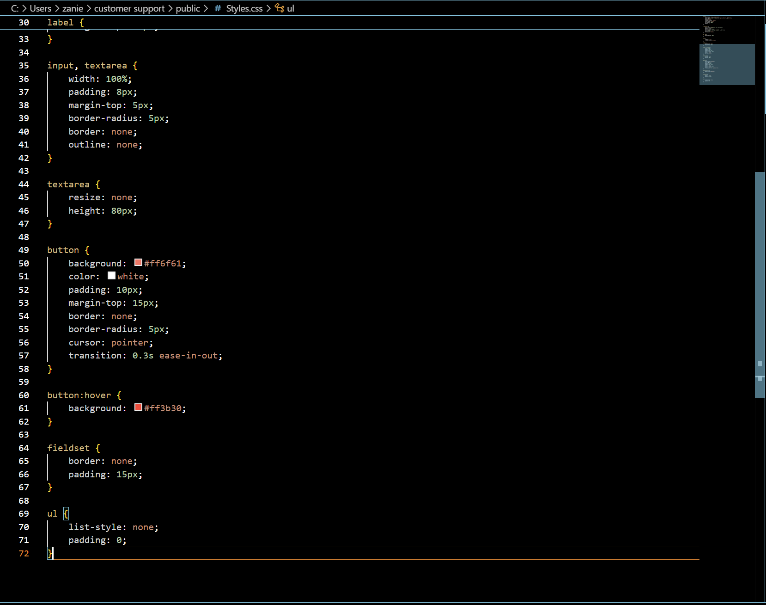 C: > Users > zanie > customer support > public > # Styles.css > ul
30 label {
33 }
34
35 input, textarea {
36 width: 100%;
37 padding: 8px;
38 margin-top: 5px;
39 border-radius: 5px;
40 border: none;
41 outline: none;
42 }
43
44 textarea {
45 resize: none;
46 height: 80px;
47 }
48
49 button {
50 background: #ff6f61;
51 color: white;
52 padding: 10px;
53 margin-top: 15px;
54 border: none;
55 border-radius: 5px;
56 cursor: pointer;
57 transition: 0.3s ease-in-out;
58 }
59
60 button:hover {
61 background: #ff3b30;
62 }
63
64 fieldset {
65 border: none;
66 padding: 15px;
67 }
68
69 ul {
70 list-style: none;
71 padding: 0;
72 }